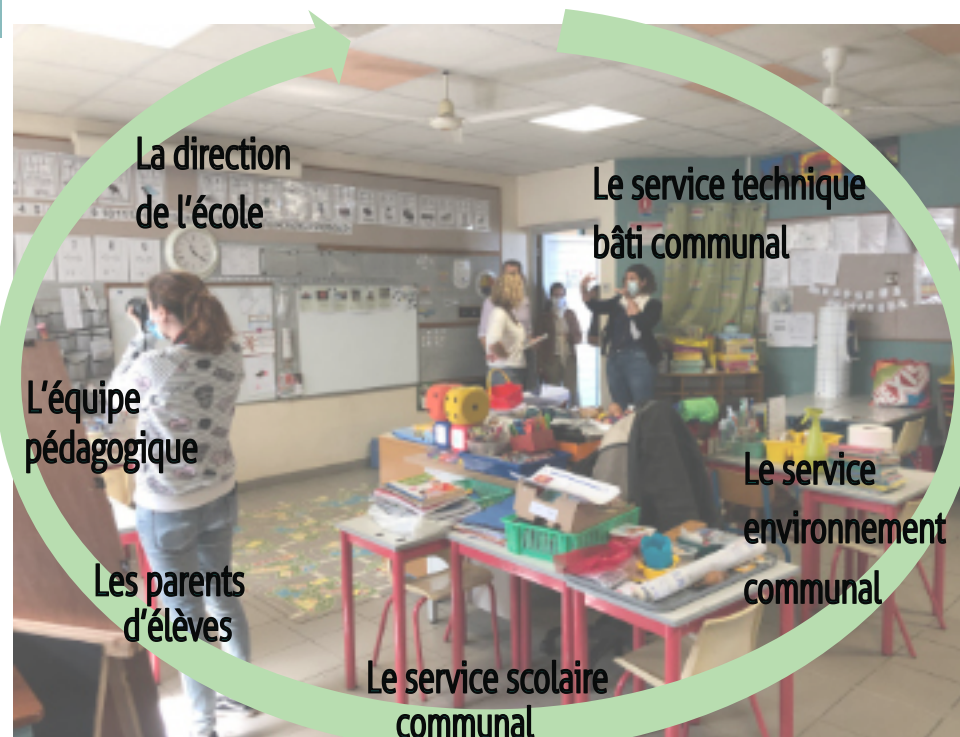 La direction
de l'école
Le service technique
bâti communal
L'équipe
pédagogique
Le service
environnement
communal
Les parents
d'élèves
Le service scolaire
communal